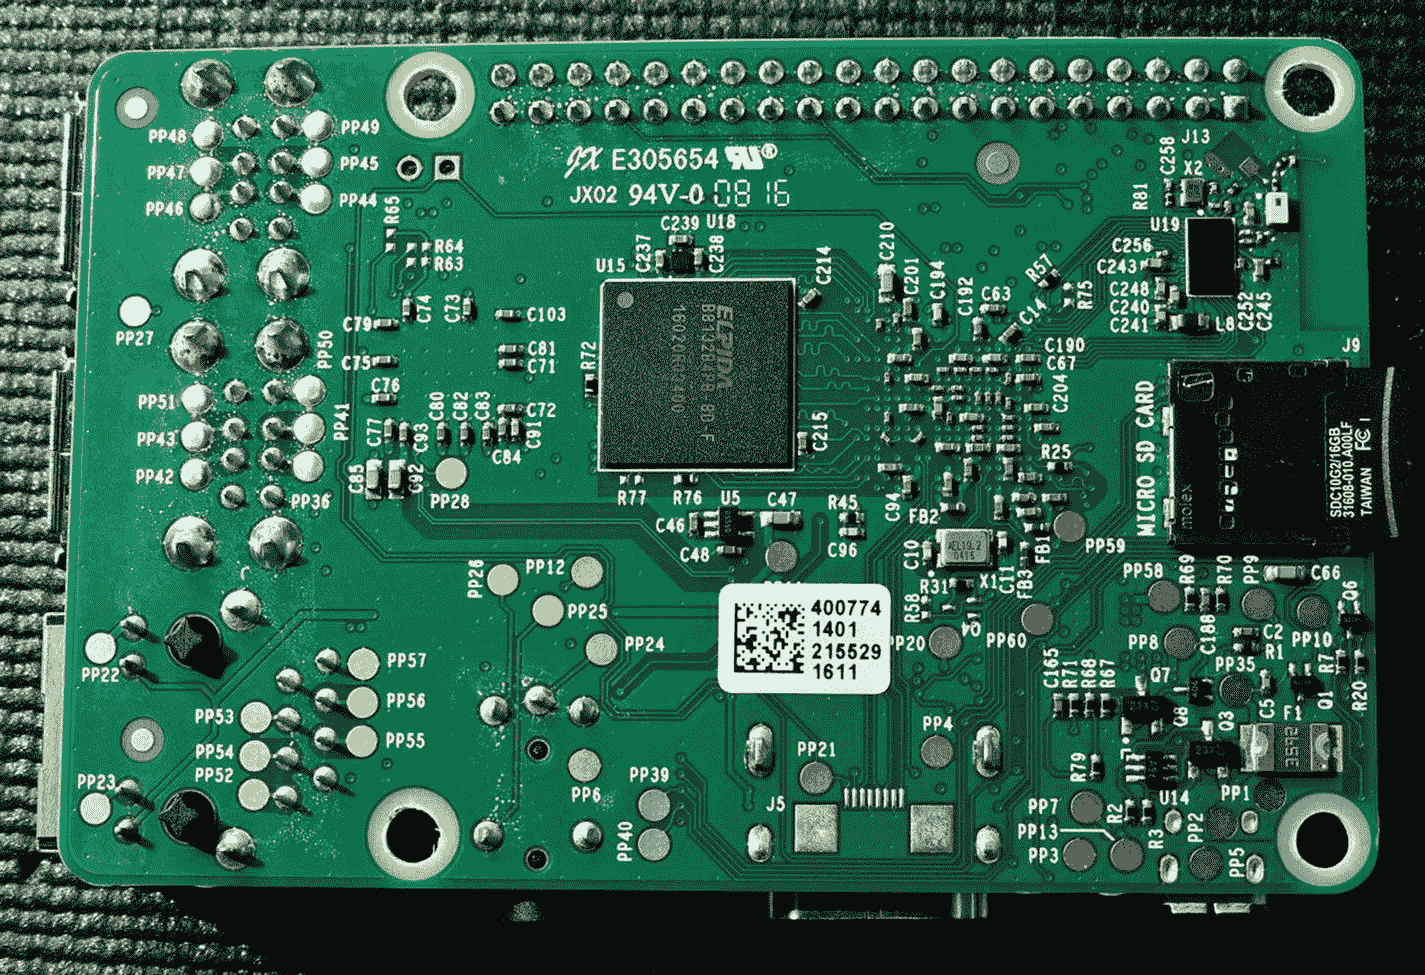 PP48
PP49
PP47
PP45
PP46
PP44
JX E305654
JX02 94V-0 0816
J13
C258
X2
R81
U19
C256
C243
C248
C240
C241
L8
C252
C245
R65
R64
R63
C239
U18
C237
C238
U15
C214
C210
C201
C194
C192
C63
C14
R57
R75
C190
C67
C204
PP27
PP50
C79
C74
C73
C103
C75
C81
C71
C76
R72
ELPIDA
C72
C77
C93
C80
C82
C83
C91
C84
C85
C92
PP28
PP51
PP41
PP43
PP42
PP36
C215
R25
R77
R76
U5
C47
C46
C48
R45
C96
C94
FB2
C10
R31
X1
C11
FB1
FB3
PP59
R58
Q4
PP60
PP20
J9
MICRO SD CARD
molex
SDC10G2/16GB
3160B-010.A00LF
TAIWAN
PP26
PP12
PP25
PP24
400774
1401
215529
1611
PP58
R69
R70
PP9
C66
Q6
PP8
C188
C2
R1
PP10
R7
PP35
R20
C165
R71
R68
R67
Q7
Q8
Q3
C5
Q1
F1
PP22
PP57
PP56
PP55
PP53
PP54
PP52
PP23
PP6
PP39
PP40
PP21
PP4
J5
R79
PP7
PP13
PP3
R2
U14
R3
PP2
PP1
PP5